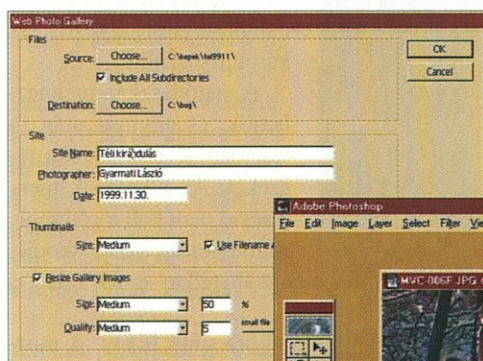 Web Photo Gallery
Files
Source: Choose... C:\kepek\tel9911\
Include All Subdirectories
Destination: Choose... C:\bug\
OK
Cancel
Site
Site Name: Téli kirándulás
Photographer: Gyarmati László
Date: 1999.11.30.
Thumbnails
Size: Medium Use Filename
Resize Gallery Images
Size: Medium 50 %
Quality: Medium 5 small file
Adobe Photoshop
File Edit Image Layer Select Filter
MVC-006F.JPG